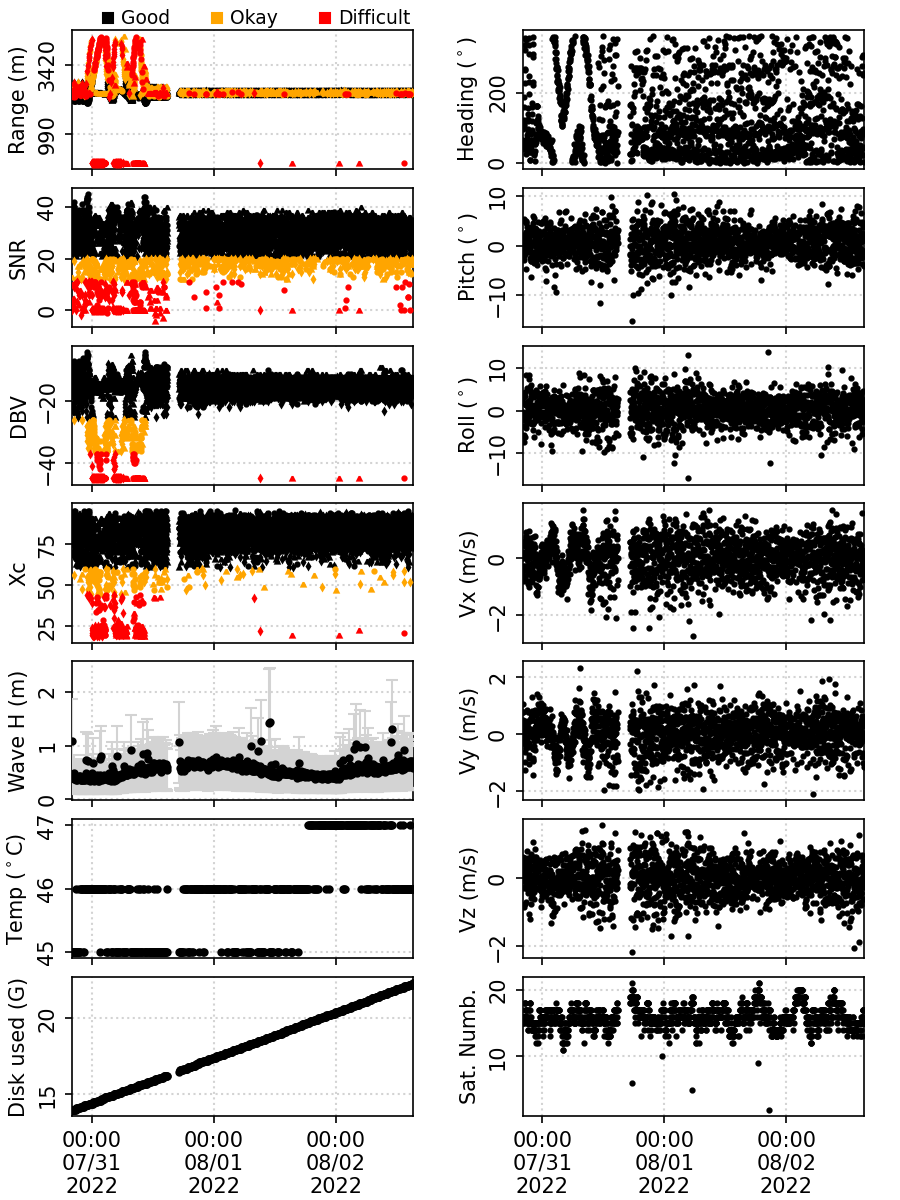 Good Okay Difficult
Range (m)
3420
990
Heading (°)
200
0
SNR
40
20
0
Pitch (°)
10
0
−10
DBV
−20
−40
Roll (°)
10
0
−10
Xc
75
50
25
Vx (m/s)
0
−2
Wave H (m)
2
1
0
Vy (m/s)
2
0
−2
Temp (°C)
47
46
45
Vz (m/s)
0
−2
Disk used (G)
20
15
Sat. Numb.
20
10
00:00 00:00 00:00
07/31 08/01 08/02
2022 2022 2022
00:00 00:00 00:00
07/31 08/01 08/02
2022 2022 2022